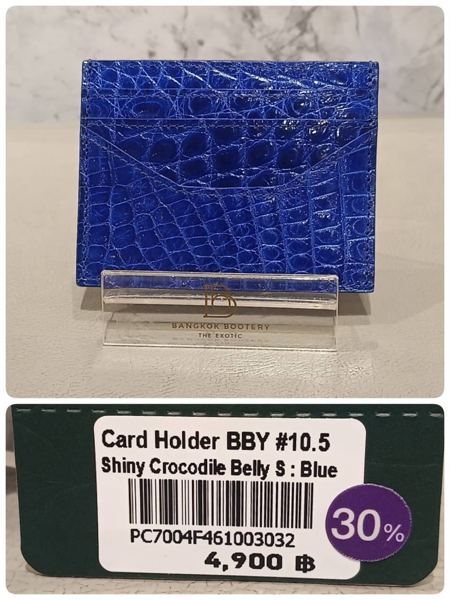 BANGKOK BOOTERY
THE EXOTIC
Card Holder BBY #10.5
Shiny Crocodile Belly S : Blue
PC7004F461003032
4,900 ฿
30%